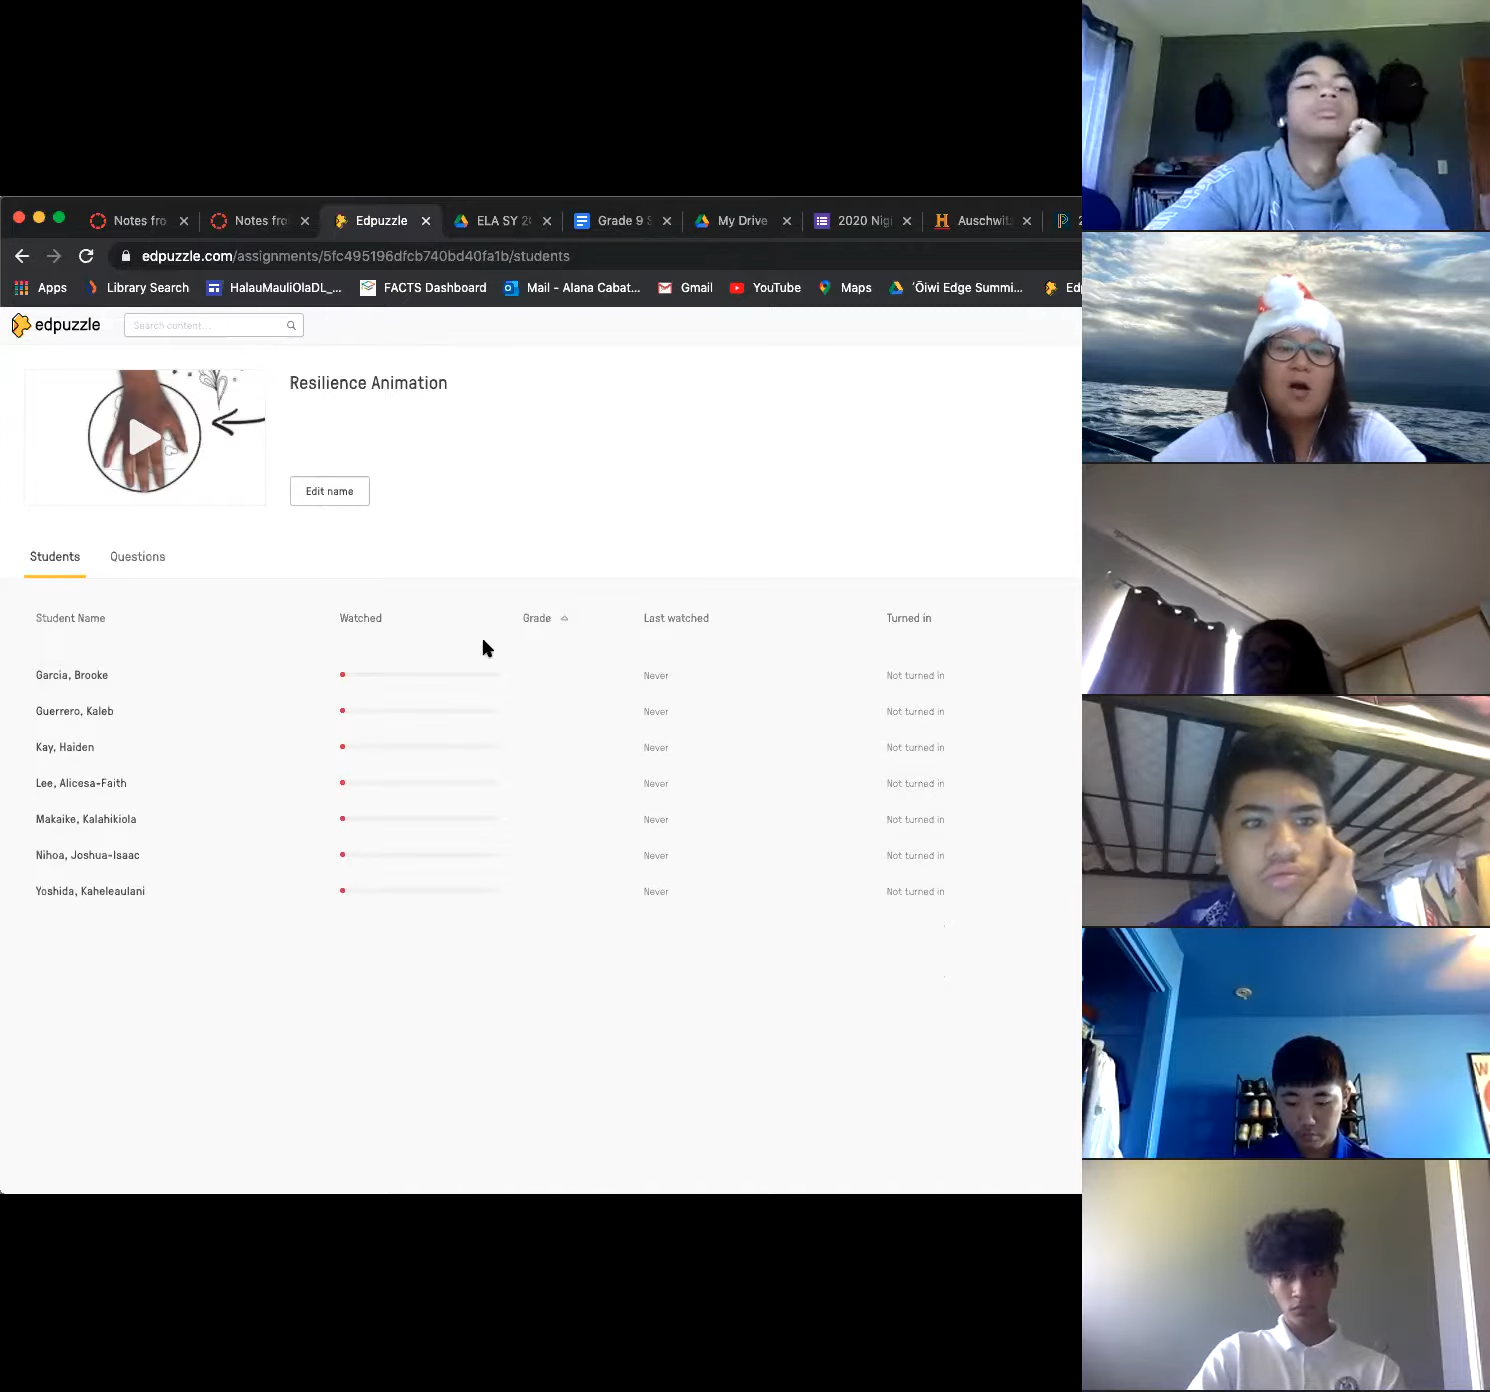 Notes fro
Notes fro
Edpuzzle
ELA SY 20
Grade 9 S
My Drive
2020 Nig
Auschwit
2
edpuzzle.com/assignments/5fc495196dfcb740bd40fa1b/students
Apps
Library Search
HalauMauliOlaDL_...
FACTS Dashboard
Mail - Alana Cabat...
Gmail
YouTube
Maps
ʻŌiwi Edge Summi...
Ed
edpuzzle
Search content...
Resilience Animation
Edit name
Students
Questions
Student Name
Watched
Grade
Last watched
Turned in
Garcia, Brooke
Never
Not turned in
Guerrero, Kaleb
Never
Not turned in
Kay, Haiden
Never
Not turned in
Lee, Alicesa-Faith
Never
Not turned in
Makaike, Kalahikiola
Never
Not turned in
Nihoa, Joshua-Isaac
Never
Not turned in
Yoshida, Kaheleaulani
Never
Not turned in
W